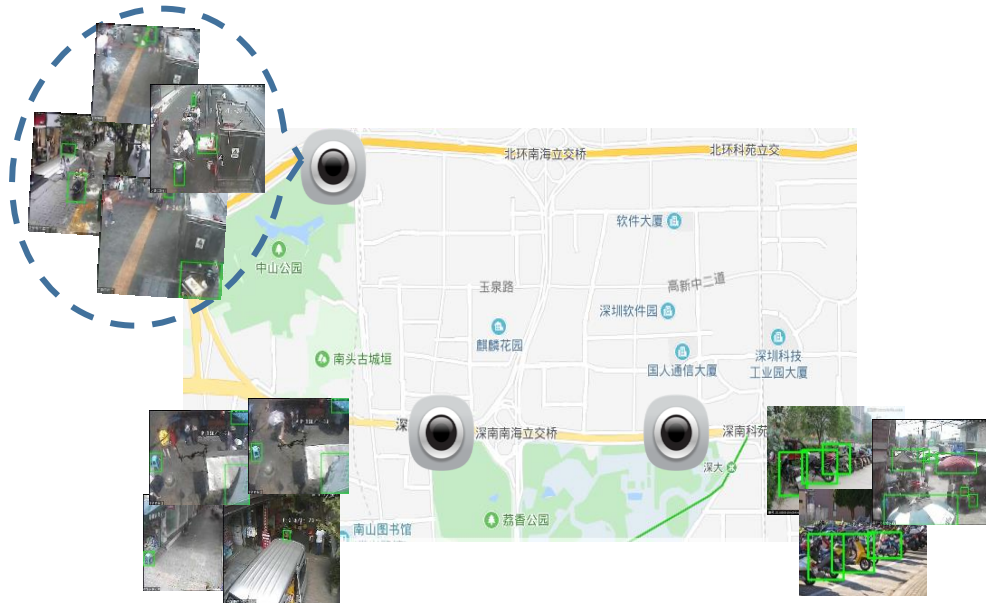 北环南海立交桥
北环科苑立交
软件大厦
中山公园
玉泉路
高新中二道
深圳软件园
麒麟花园
南头古城垣
国人通信大厦
深圳科技
工业园大厦
深
深南南海立交桥
深南科苑
深大
荔香公园
南山图书馆